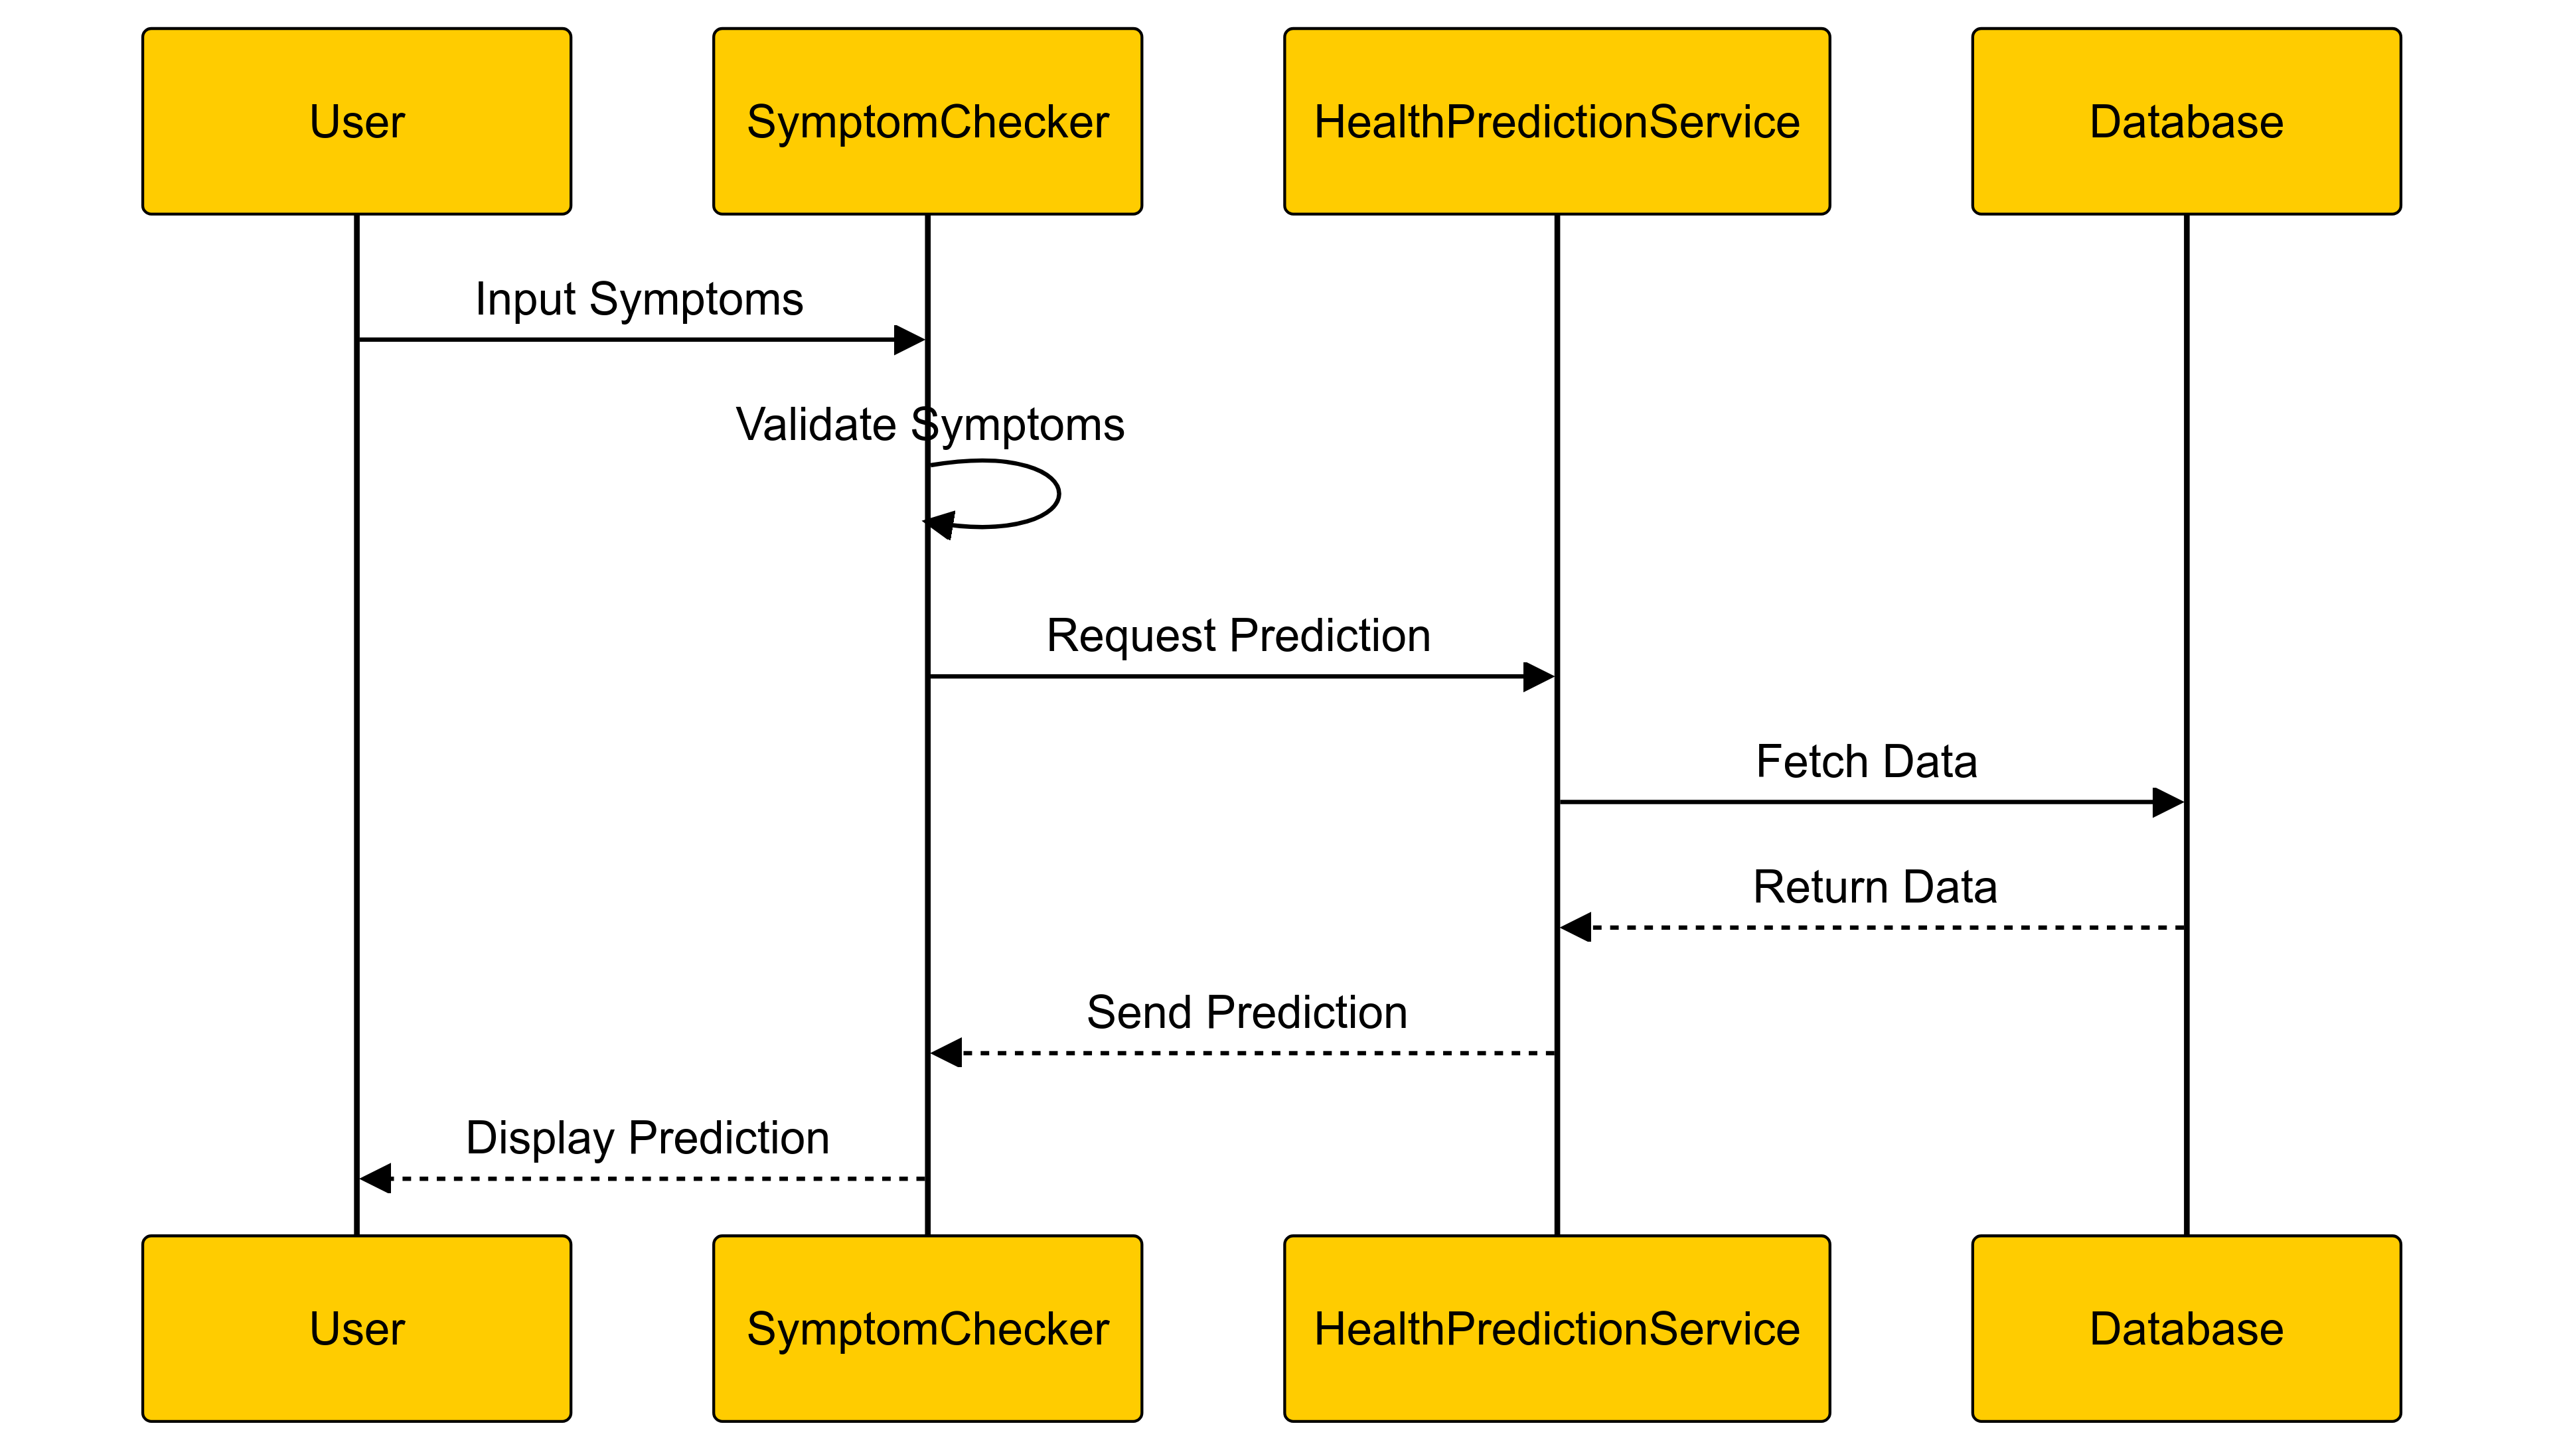 User
SymptomChecker
HealthPredictionService
Database
Input Symptoms
Validate Symptoms
Request Prediction
Fetch Data
Return Data
Send Prediction
Display Prediction
User
SymptomChecker
HealthPredictionService
Database